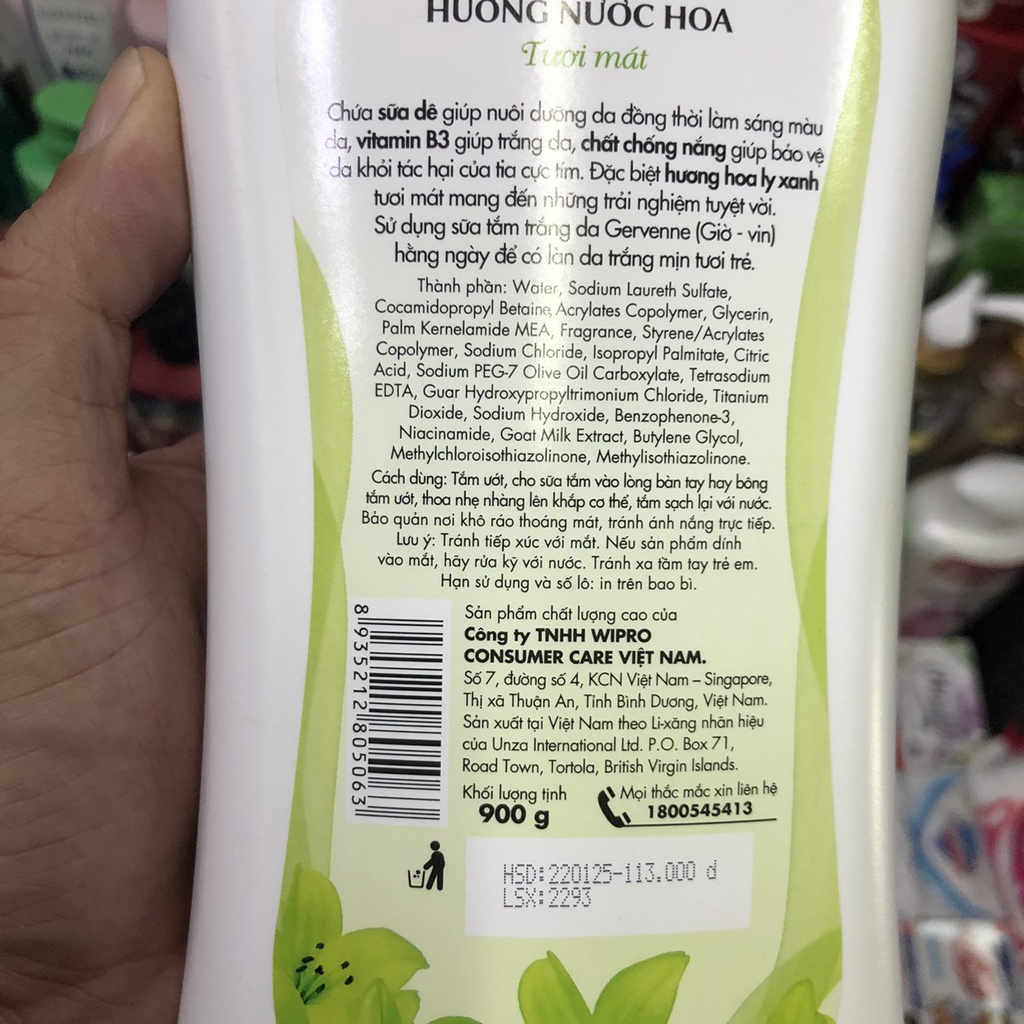 HƯƠNG NƯỚC HOA
Tươi mát
Chứa sữa dê giúp nuôi dưỡng da đồng thời làm sáng màu
da, vitamin B3 giúp trắng da, chất chống nắng giúp bảo vệ
da khỏi tác hại của tia cực tím. Đặc biệt hương hoa ly xanh
tươi mát mang đến những trải nghiệm tuyệt vời.
Sử dụng sữa tắm trắng da Gervenne (Giờ - vin)
hằng ngày để có làn da trắng mịn tươi trẻ.
Thành phần: Water, Sodium Laureth Sulfate,
Cocamidopropyl Betaine, Acrylates Copolymer, Glycerin,
Palm Kernelamide MEA, Fragrance, Styrene/Acrylates
Copolymer, Sodium Chloride, Isopropyl Palmitate, Citric
Acid, Sodium PEG-7 Olive Oil Carboxylate, Tetrasodium
EDTA, Guar Hydroxypropyltrimonium Chloride, Titanium
Dioxide, Sodium Hydroxide, Benzophenone-3,
Niacinamide, Goat Milk Extract, Butylene Glycol,
Methylchloroisothiazolinone, Methylisothiazolinone.
Cách dùng: Tắm ướt, cho sữa tắm vào lòng bàn tay hay bông
tắm ướt, thoa nhẹ nhàng lên khắp cơ thể, tắm sạch lại với nước.
Bảo quản nơi khô ráo thoáng mát, tránh ánh nắng trực tiếp.
Lưu ý: Tránh tiếp xúc với mắt. Nếu sản phẩm dính
vào mắt, hãy rửa kỹ với nước. Tránh xa tầm tay trẻ em.
Hạn sử dụng và số lô: in trên bao bì.
8935212805063
Sản phẩm chất lượng cao của
Công ty TNHH WIPRO
CONSUMER CARE VIỆT NAM.
Số 7, đường số 4, KCN Việt Nam – Singapore,
Thị xã Thuận An, Tỉnh Bình Dương, Việt Nam.
Sản xuất tại Việt Nam theo Li-xăng nhãn hiệu
của Unza International Ltd. P.O. Box 71,
Road Town, Tortola, British Virgin Islands.
Khối lượng tịnh
900 g
Mọi thắc mắc xin liên hệ
1800545413
HSD:220125-113.000 đ
LSX:2293